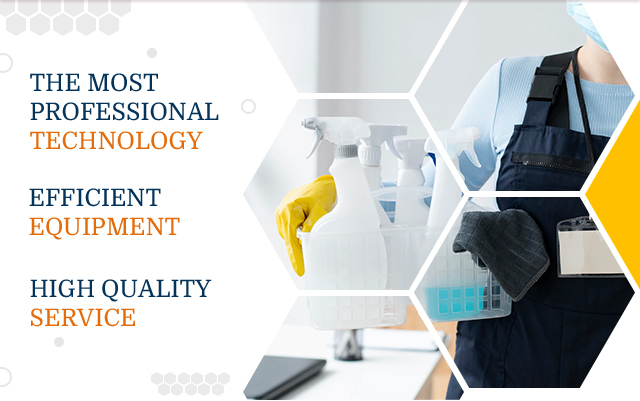 THE MOST
PROFESSIONAL
TECHNOLOGY
EFFICIENT
EQUIPMENT
HIGH QUALITY
SERVICE